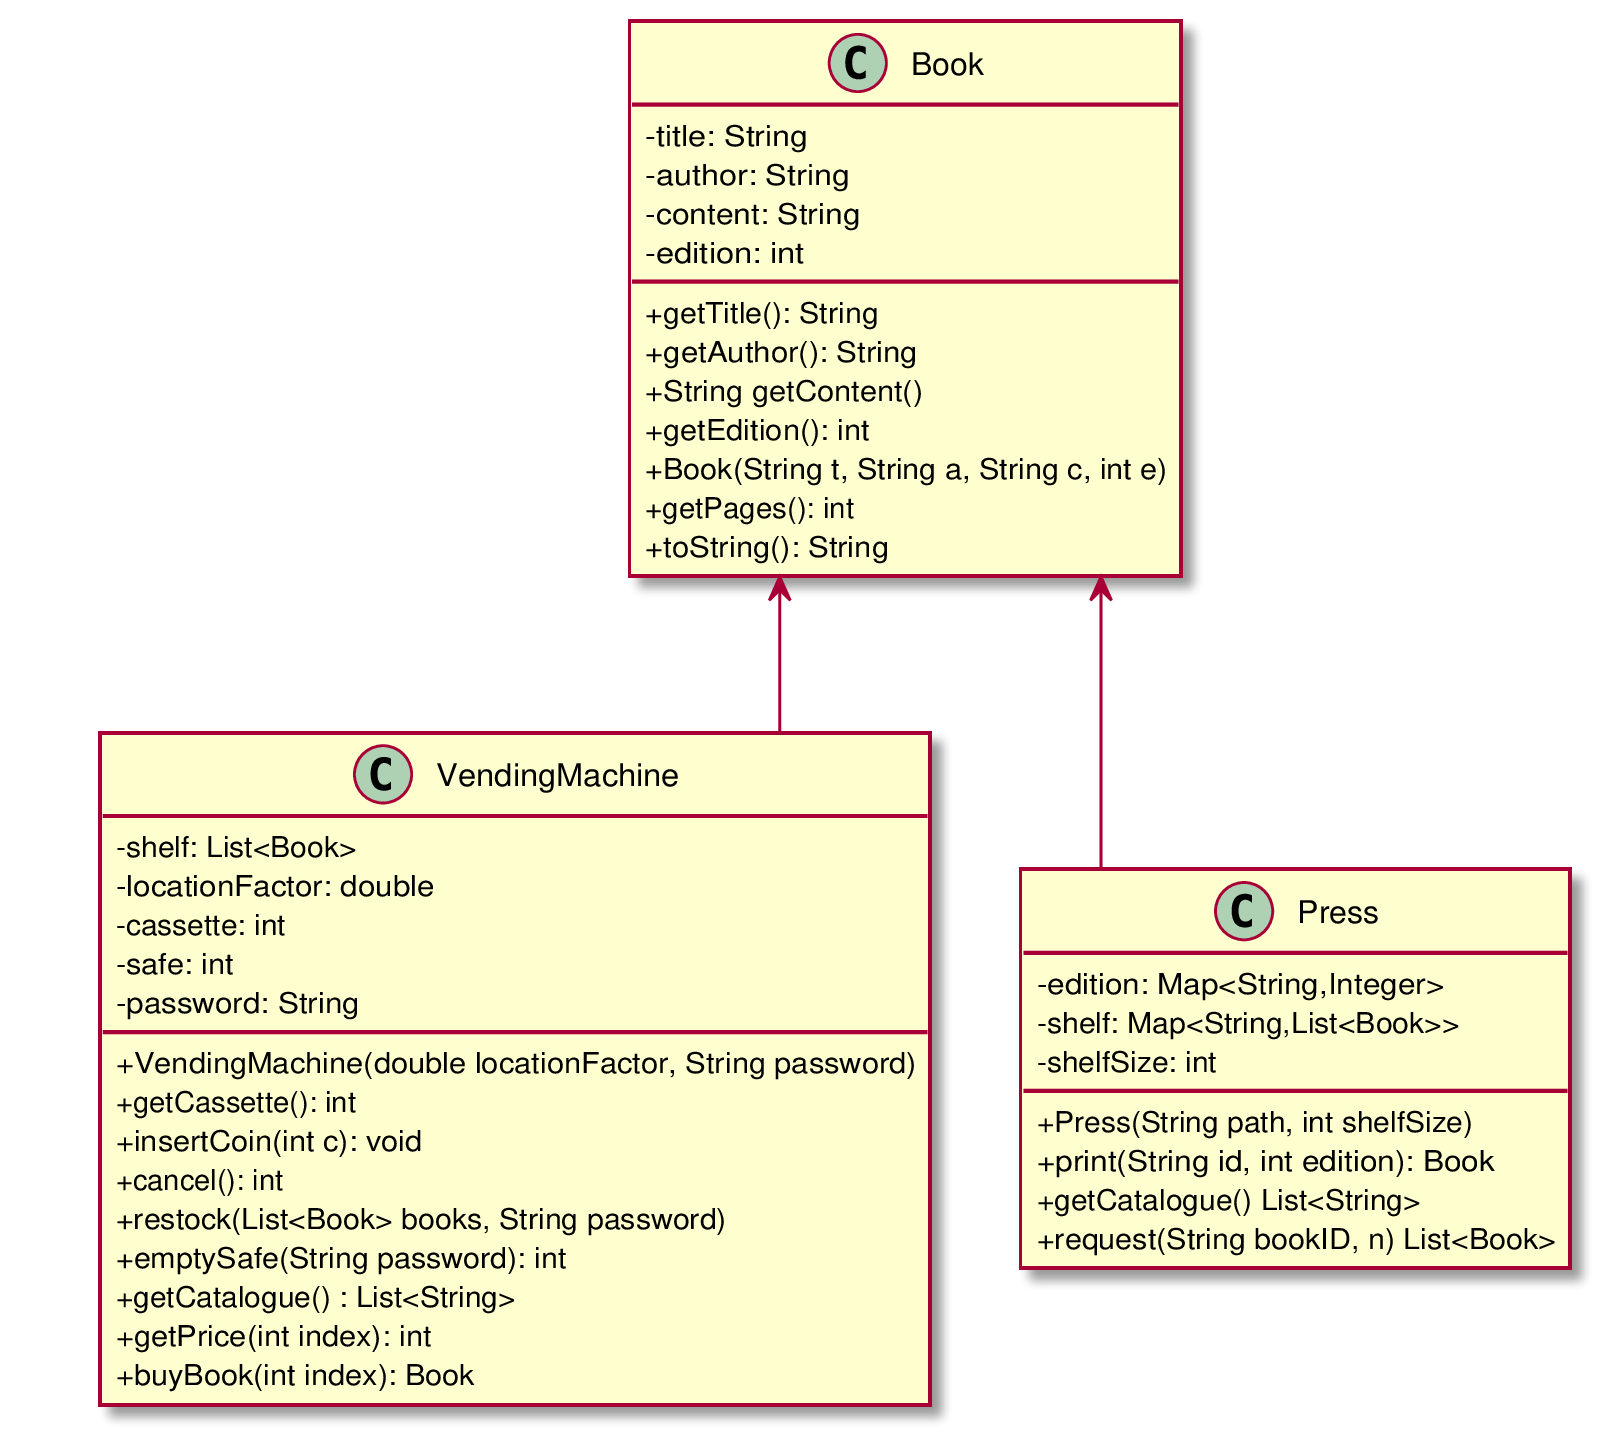 C Book
-title: String
-author: String
-content: String
-edition: int
+getTitle(): String
+getAuthor(): String
+String getContent()
+getEdition(): int
+Book(String t, String a, String c, int e)
+getPages(): int
+toString(): String
C VendingMachine
-shelf: List<Book>
-locationFactor: double
-cassette: int
-safe: int
-password: String
+VendingMachine(double locationFactor, String password)
+getCassette(): int
+insertCoin(int c): void
+cancel(): int
+restock(List<Book> books, String password)
+emptySafe(String password): int
+getCatalogue() : List<String>
+getPrice(int index): int
+buyBook(int index): Book
C Press
-edition: Map<String,Integer>
-shelf: Map<String,List<Book>>
-shelfSize: int
+Press(String path, int shelfSize)
+print(String id, int edition): Book
+getCatalogue() List<String>
+request(String bookID, n) List<Book>